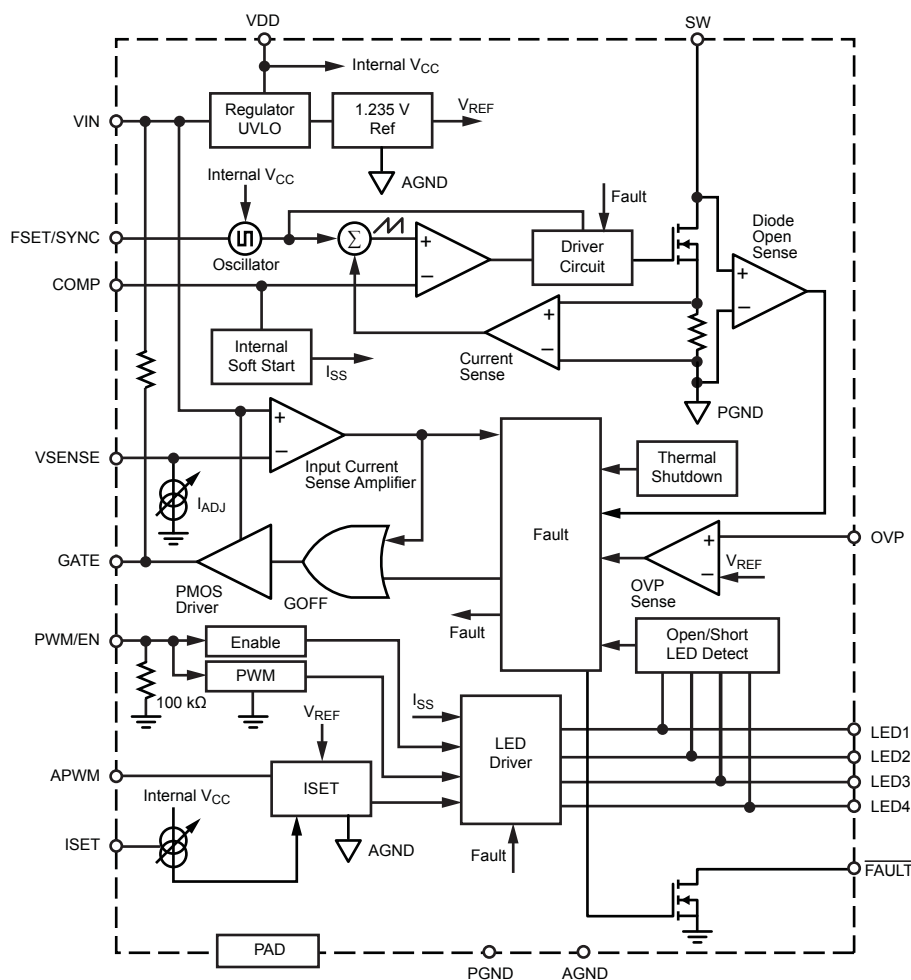 VDD
SW
Internal VCC
VIN
Regulator
UVLO
1.235 V
Ref
VREF
AGND
Internal VCC
Fault
Diode
Open
Sense
FSET/SYNC
Oscillator
Σ
+
−
Driver
Circuit
+
−
COMP
Internal
Soft Start
ISS
+
−
Current
Sense
PGND
+
−
Input Current
Sense Amplifier
VSENSE
IADJ
Fault
Thermal
Shutdown
GATE
PMOS
Driver
GOFF
+
−
VREF
OVP
OVP
Sense
Fault
PWM/EN
Enable
PWM
100 kΩ
Open/Short
LED Detect
ISS
VREF
LED
Driver
LED1
LED2
LED3
LED4
APWM
ISET
Internal VCC
ISET
AGND
Fault
FAULT
PAD
PGND
AGND